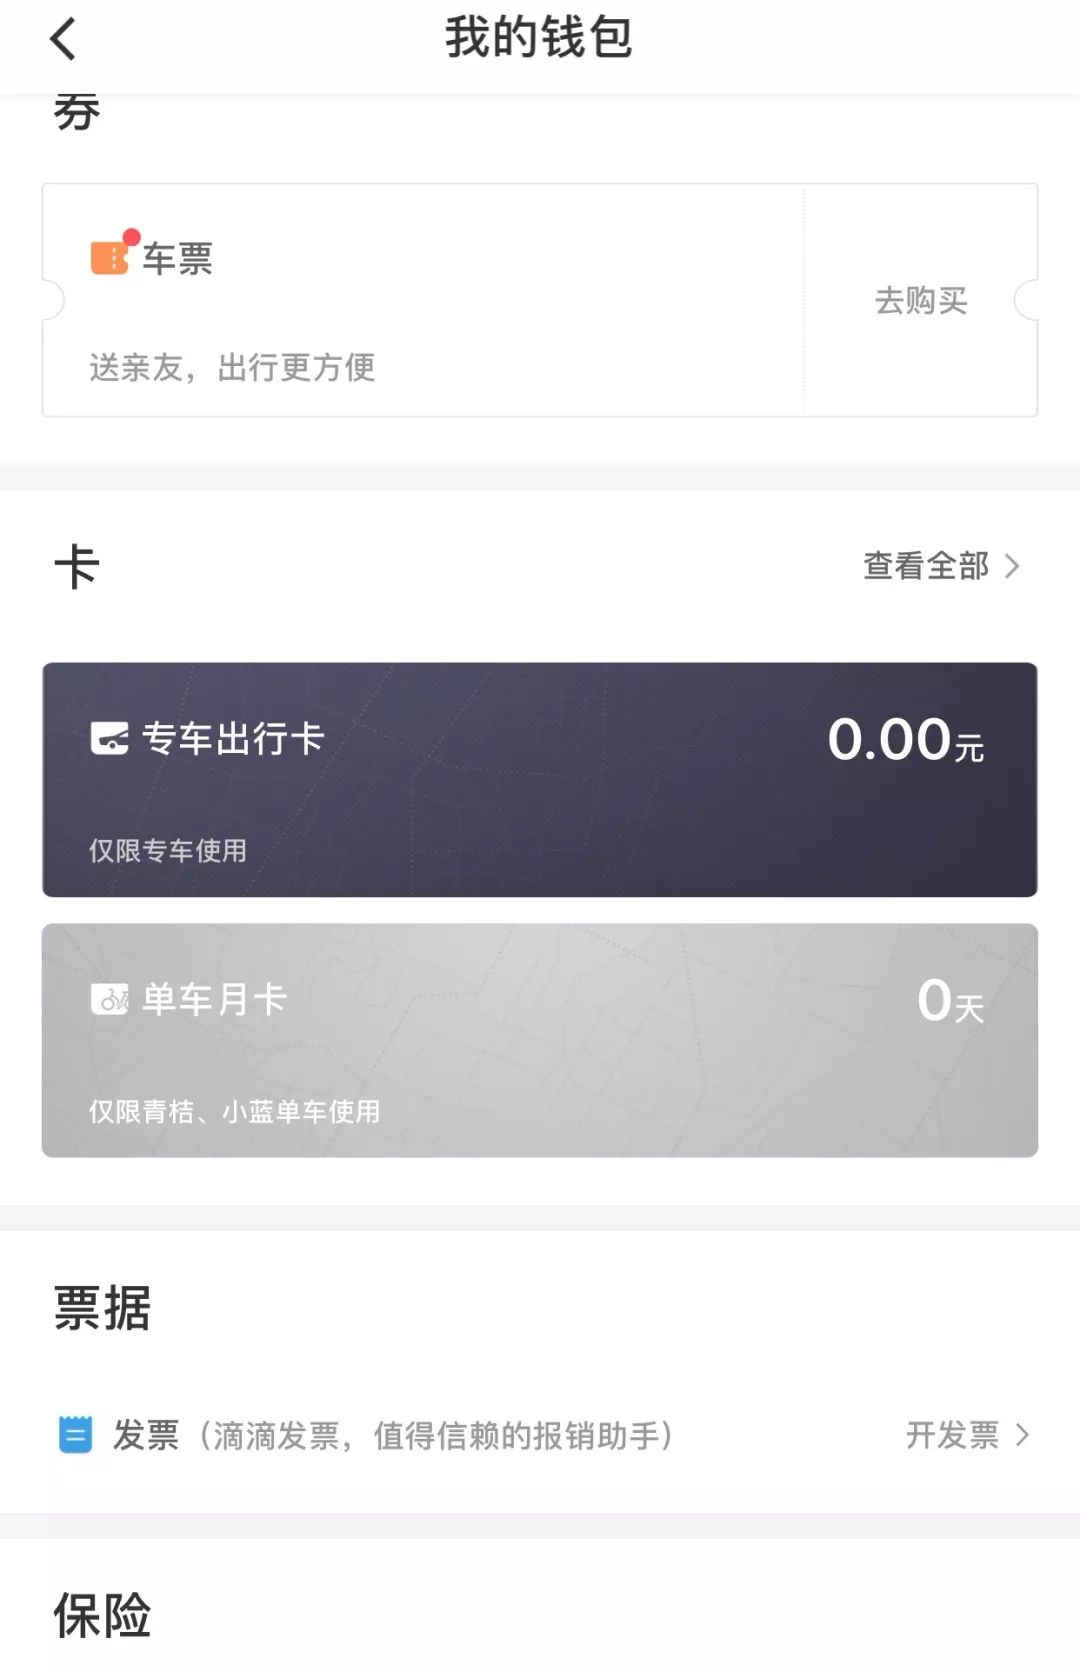 我的钱包
券
车票
去购买
送亲友，出行更方便
卡
查看全部
专车出行卡
0.00元
仅限专车使用
单车月卡
0天
仅限青桔、小蓝单车使用
票据
发票（滴滴发票，值得信赖的报销助手）
开发票
保险